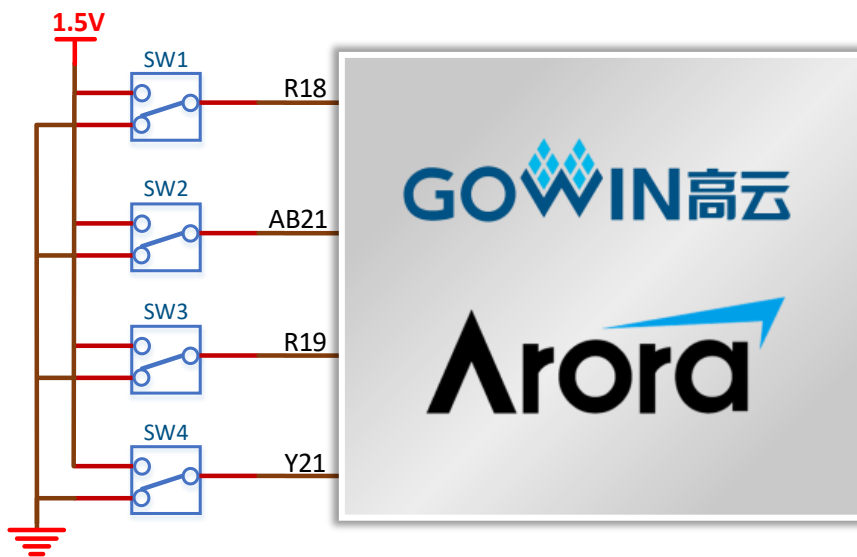 1.5V
SW1
R18
SW2
AB21
SW3
R19
SW4
Y21
GOWIN高云
Arora